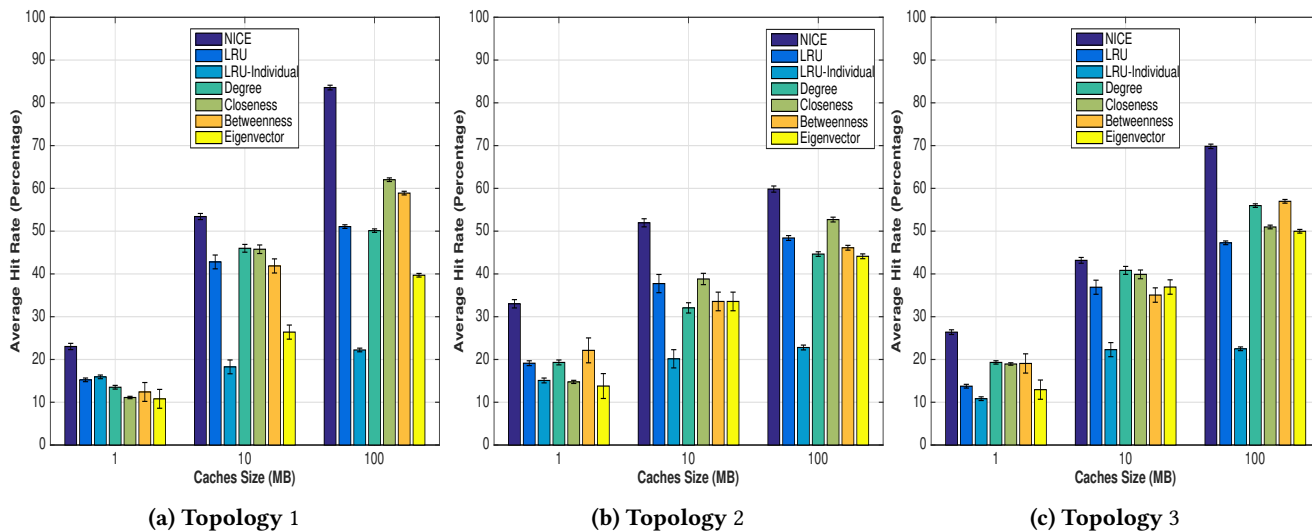 100
90
80
70
60
50
40
30
20
10
0
Average Hit Rate (Percentage)
NICE
LRU
LRU-Individual
Degree
Closeness
Betweenness
Eigenvector
1 10 100
Caches Size (MB)
(a) Topology 1
100
90
80
70
60
50
40
30
20
10
0
Average Hit Rate (Percentage)
NICE
LRU
LRU-Individual
Degree
Closeness
Betweenness
Eigenvector
1 10 100
Caches Size (MB)
(b) Topology 2
100
90
80
70
60
50
40
30
20
10
0
Average Hit Rate (Percentage)
NICE
LRU
LRU-Individual
Degree
Closeness
Betweenness
Eigenvector
1 10 100
Caches Size (MB)
(c) Topology 3